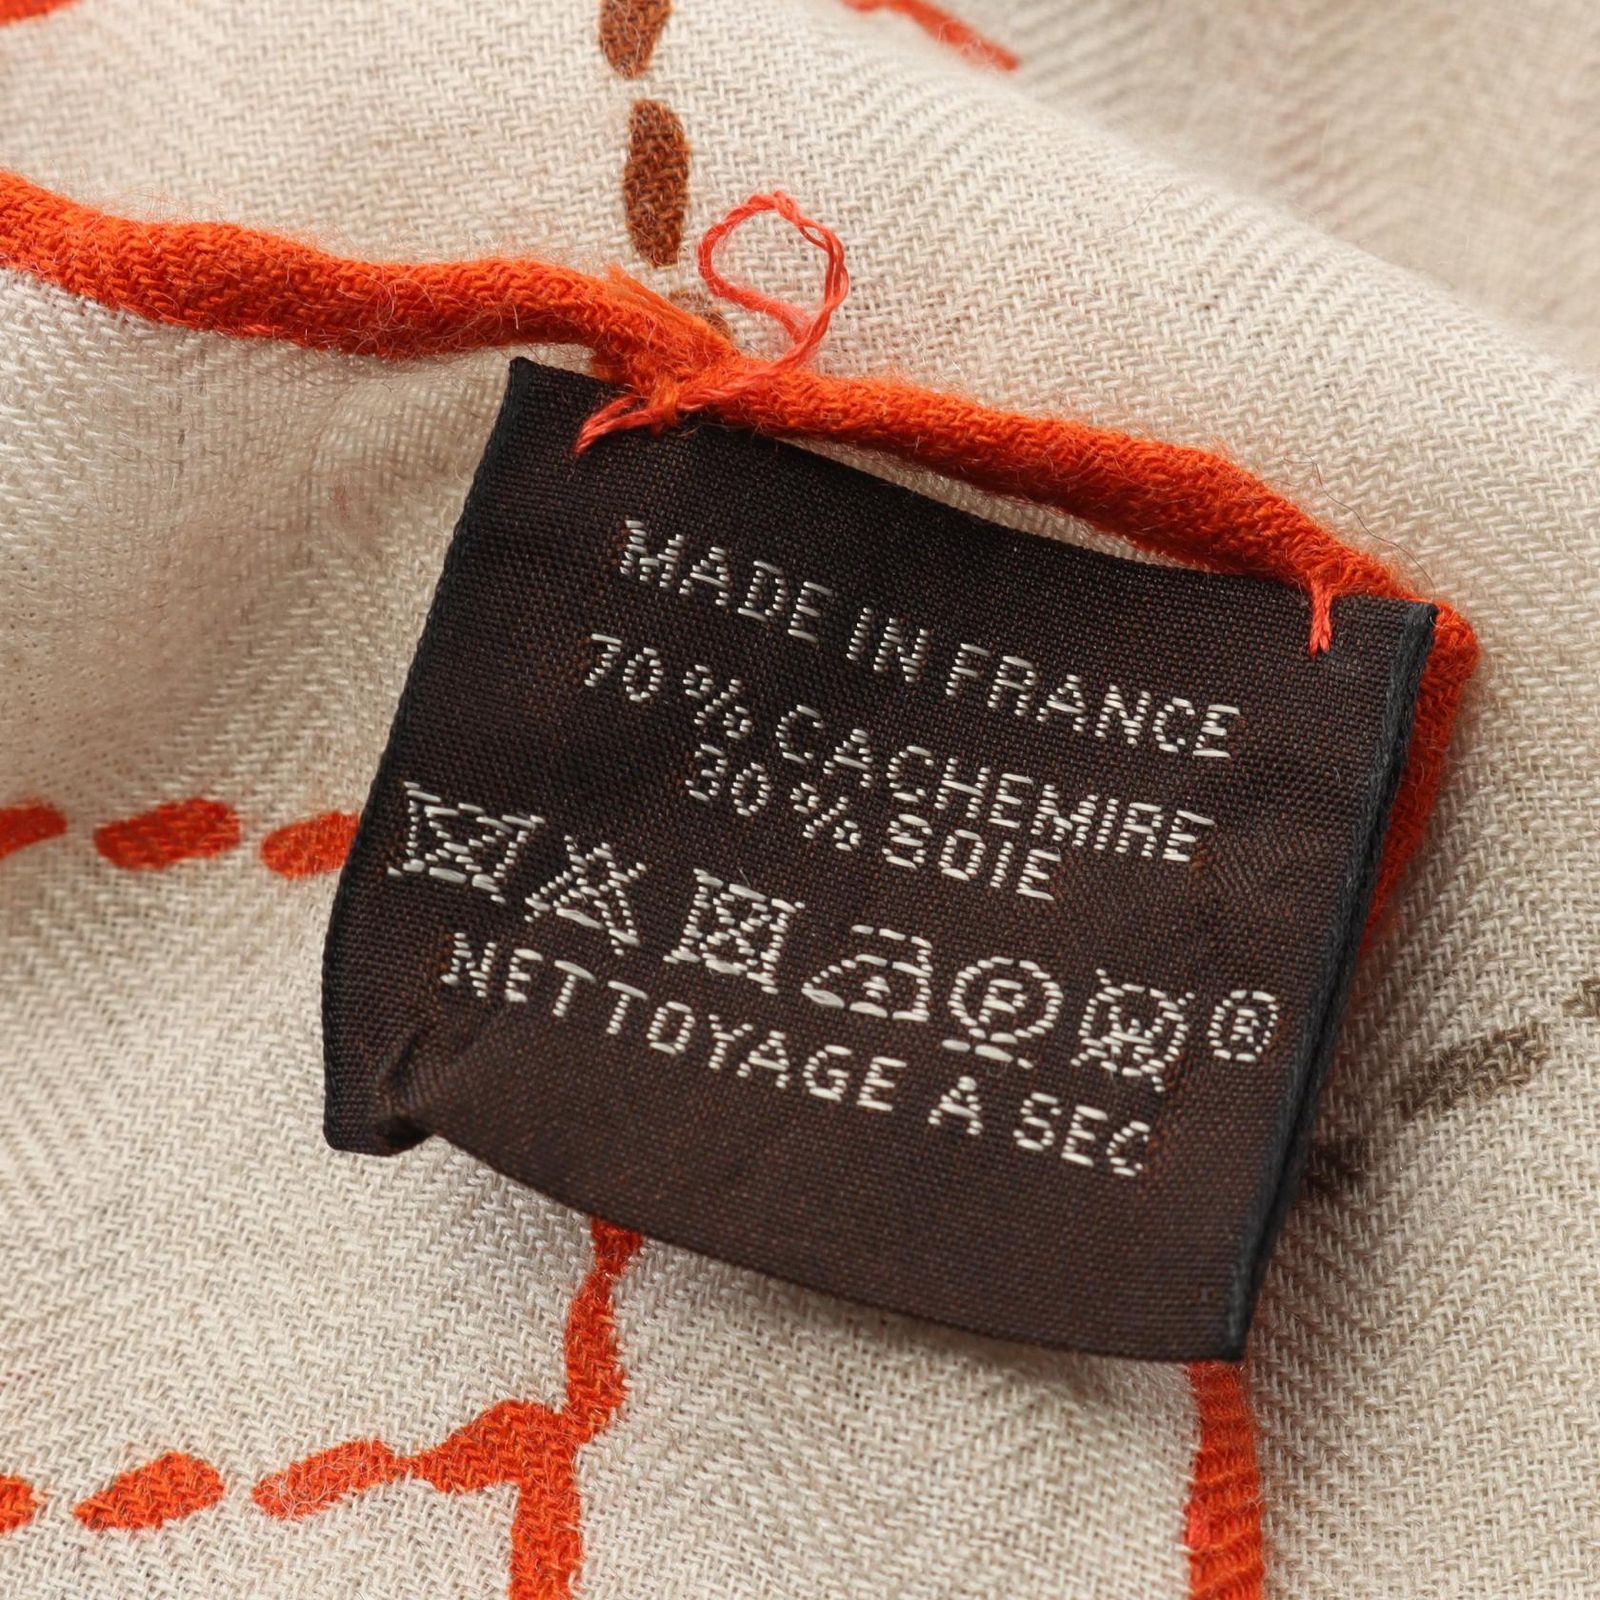 MADE IN FRANCE
70 % CACHEMIRE
30 % SOIE
P ®
NETTOYAGE A SEC